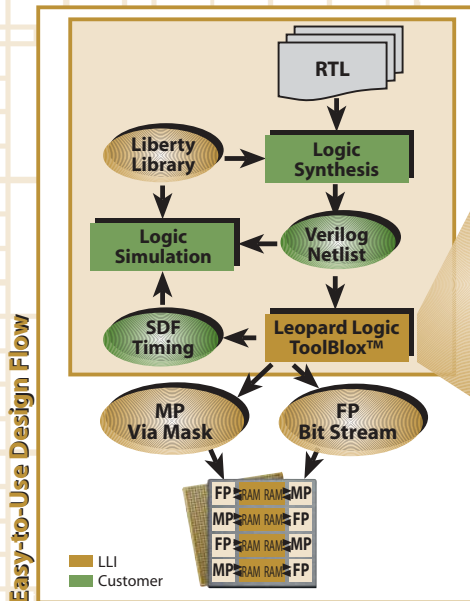 Easy-to-Use Design Flow
RTL
Liberty
Library
Logic
Synthesis
Logic
Simulation
Verilog
Netlist
SDF
Timing
Leopard Logic
ToolBlox™
MP
Via Mask
FP
Bit Stream
FP RAM RAM MP
MP RAM RAM FP
FP RAM RAM MP
MP RAM RAM FP
LLI
Customer